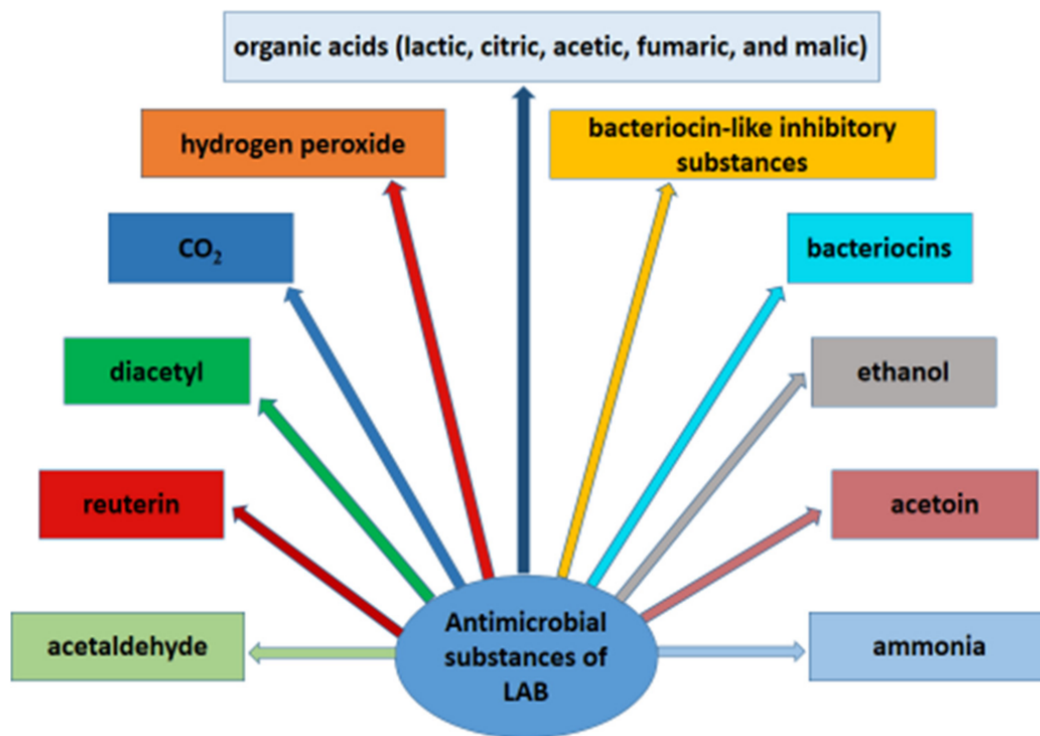 organic acids (lactic, citric, acetic, fumaric, and malic)
hydrogen peroxide
bacteriocin-like inhibitory
substances
CO₂
bacteriocins
diacetyl
ethanol
reuterin
acetoin
acetaldehyde
Antimicrobial
substances of
LAB
ammonia